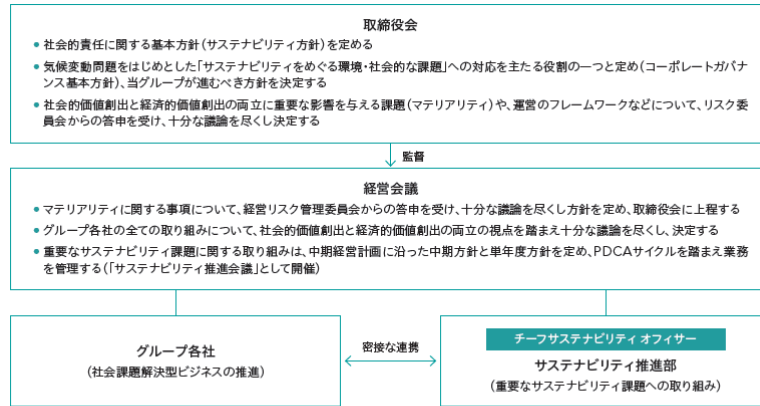 取締役会
● 社会的責任に関する基本方針(サステナビリティ方針)を定める
● 気候変動問題をはじめとした「サステナビリティをめぐる環境・社会的な課題」への対応を主たる役割の一つと定め(コーポレートガバナ
ンス基本方針)、当グループが進むべき方針を決定する
● 社会的価値創出と経済的価値創出の両立に重要な影響を与える課題(マテリアリティ)や、運営のフレームワークなどについて、リスク委
員会からの答申を受け、十分な議論を尽くし決定する
監督
経営会議
● マテリアリティに関する事項について、経営リスク管理委員会からの答申を受け、十分な議論を尽くし方針を定め、取締役会に上程する
● グループ各社の全ての取り組みについて、社会的価値創出と経済的価値創出の両立の視点を踏まえ十分な議論を尽くし、決定する
● 重要なサステナビリティ課題に関する取り組みは、中期経営計画に沿った中期方針と単年度方針を定め、PDCAサイクルを踏まえ業務
を管理する(「サステナビリティ推進会議」として開催)
グループ各社
(社会課題解決型ビジネスの推進)
密接な連携
チーフサステナビリティ オフィサー
サステナビリティ推進部
(重要なサステナビリティ課題への取り組み)